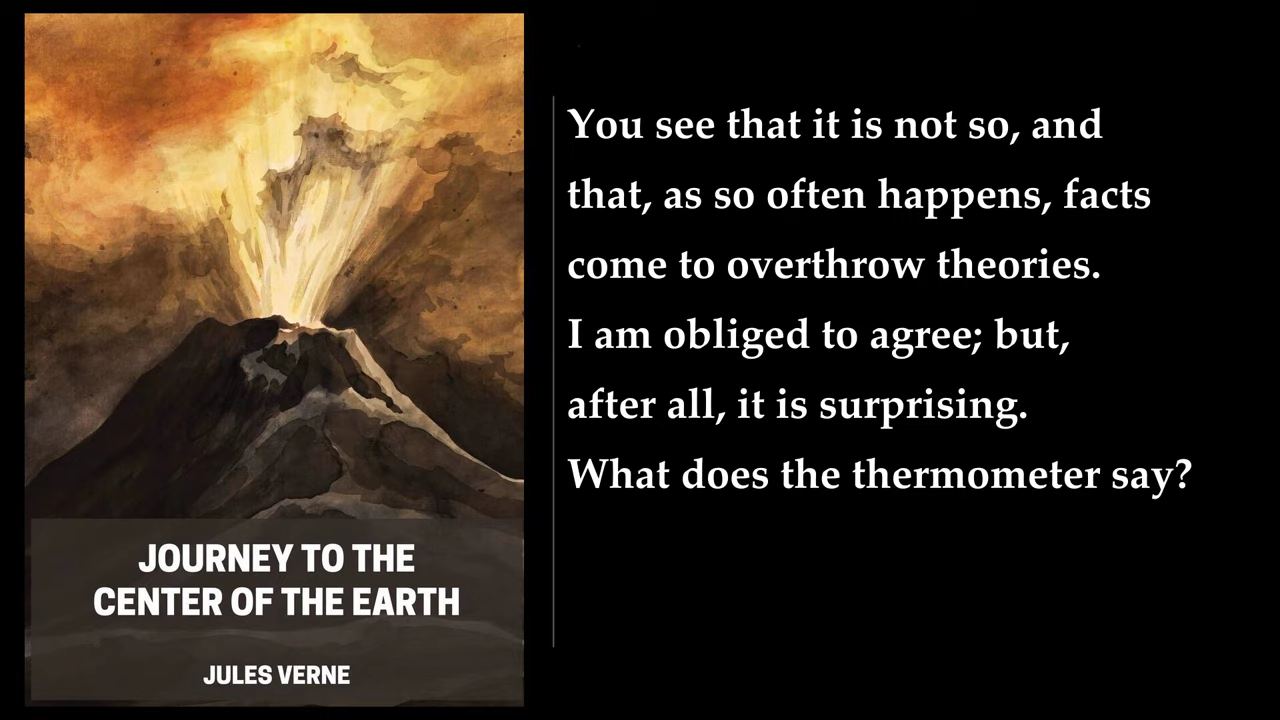 JOURNEY TO THE
CENTER OF THE EARTH
JULES VERNE
You see that it is not so, and
that, as so often happens, facts
come to overthrow theories.
I am obliged to agree; but,
after all, it is surprising.
What does the thermometer say?